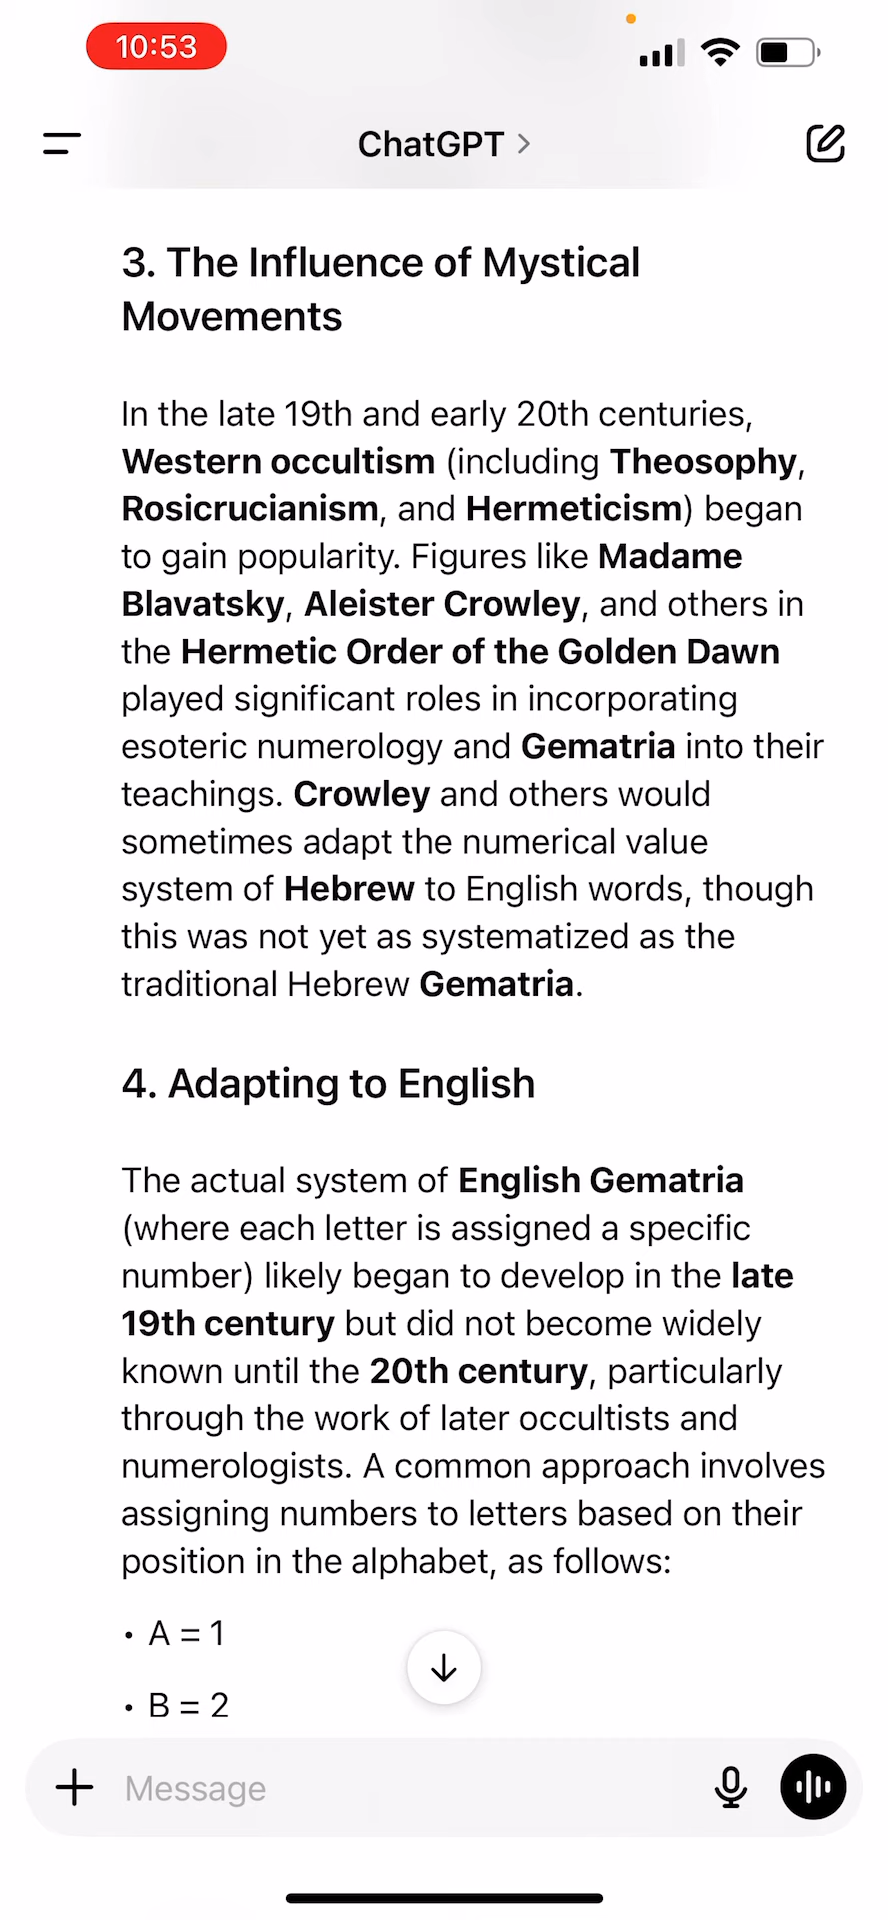 10:53
ChatGPT >
3. The Influence of Mystical
Movements
In the late 19th and early 20th centuries,
Western occultism (including Theosophy,
Rosicrucianism, and Hermeticism) began
to gain popularity. Figures like Madame
Blavatsky, Aleister Crowley, and others in
the Hermetic Order of the Golden Dawn
played significant roles in incorporating
esoteric numerology and Gematria into their
teachings. Crowley and others would
sometimes adapt the numerical value
system of Hebrew to English words, though
this was not yet as systematized as the
traditional Hebrew Gematria.
4. Adapting to English
The actual system of English Gematria
(where each letter is assigned a specific
number) likely began to develop in the late
19th century but did not become widely
known until the 20th century, particularly
through the work of later occultists and
numerologists. A common approach involves
assigning numbers to letters based on their
position in the alphabet, as follows:
• A = 1
• B = 2
Message